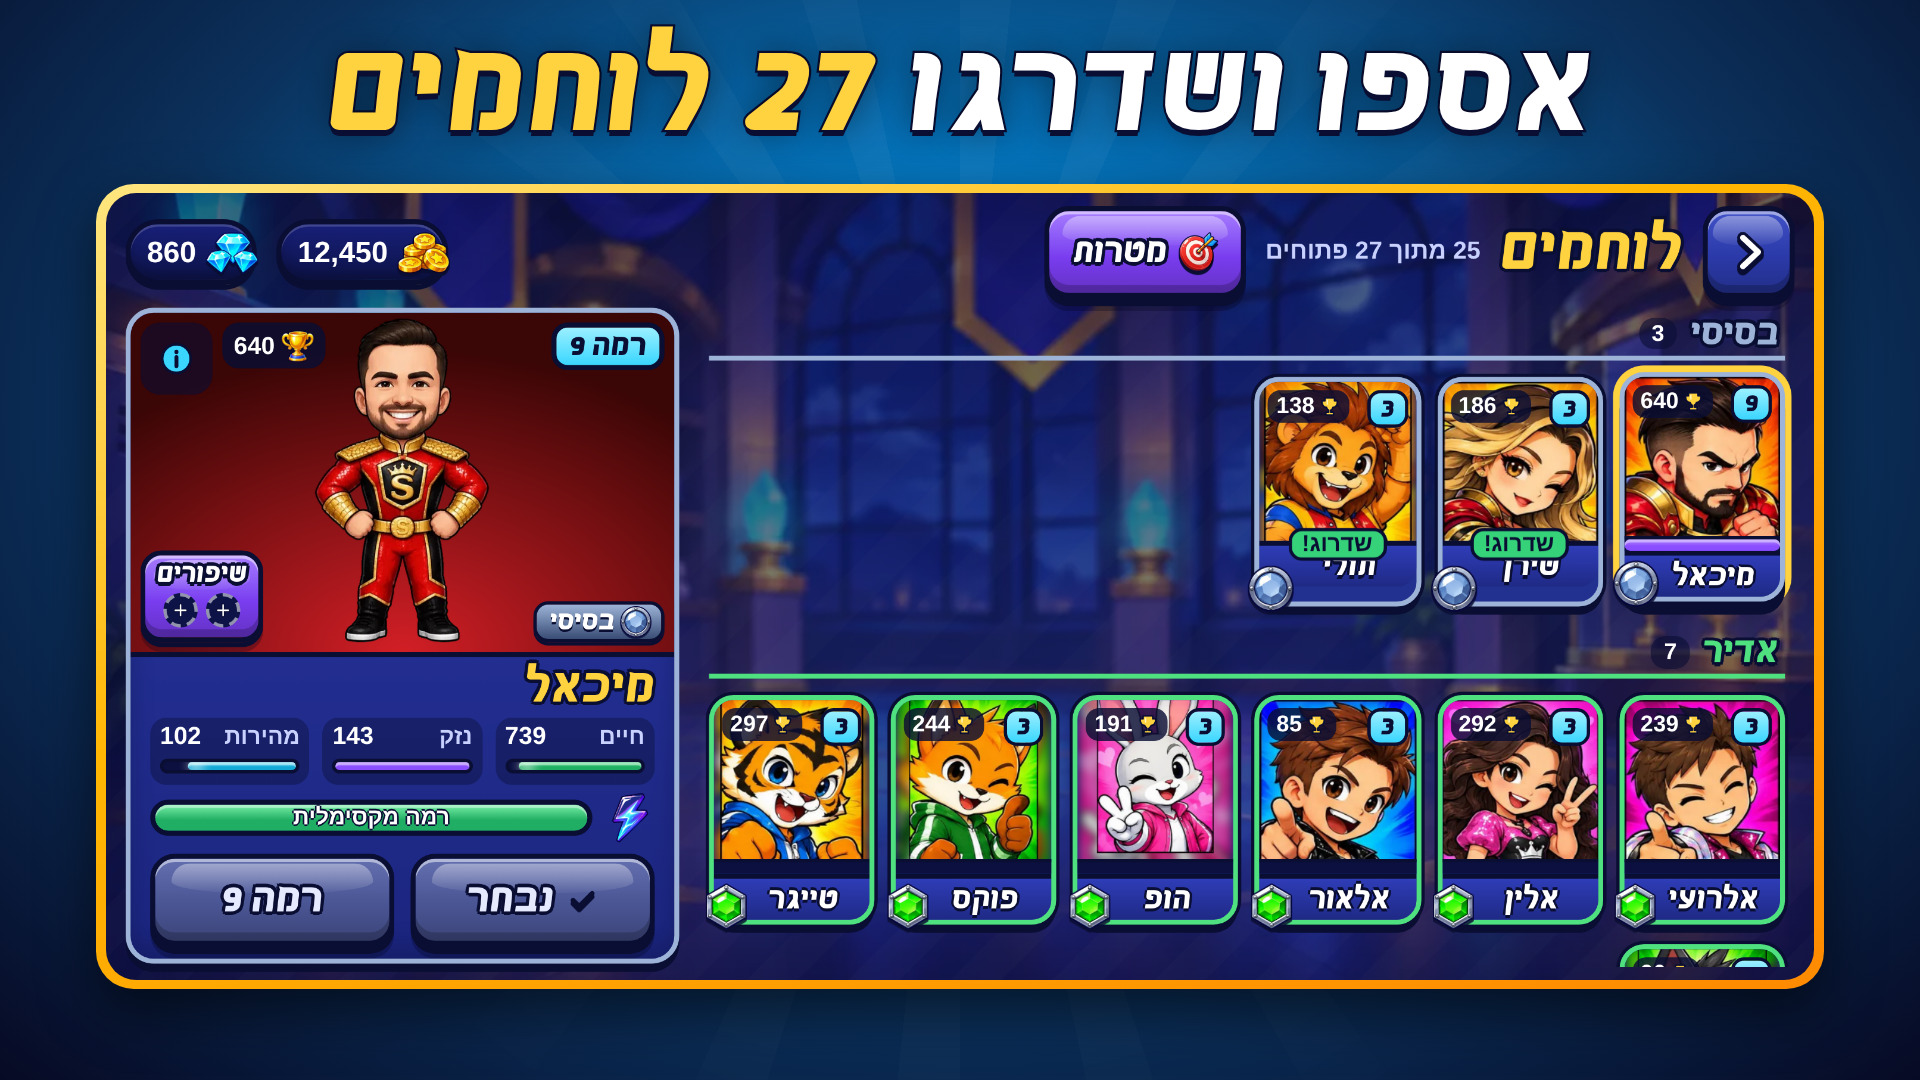 אספו ושדרגו 27 לוחמים
לוחמים
25 מתוך 27 פתוחים
מטרות
12,450
860
בסיסי 3
640 9
מיכאל
186 3
שדרוג!
שירן
138 3
שדרוג!
אדיר 7
239 3
אלרועי
292 3
אלין
85 3
אלאור
191 3
הופ
244 3
פוקס
297 3
טייגר
רמה 9
640
S
S
בסיסי
שיפורים
+ +
מיכאל
חיים 739
נזק 143
מהירות 102
רמה מקסימלית
נבחר
רמה 9